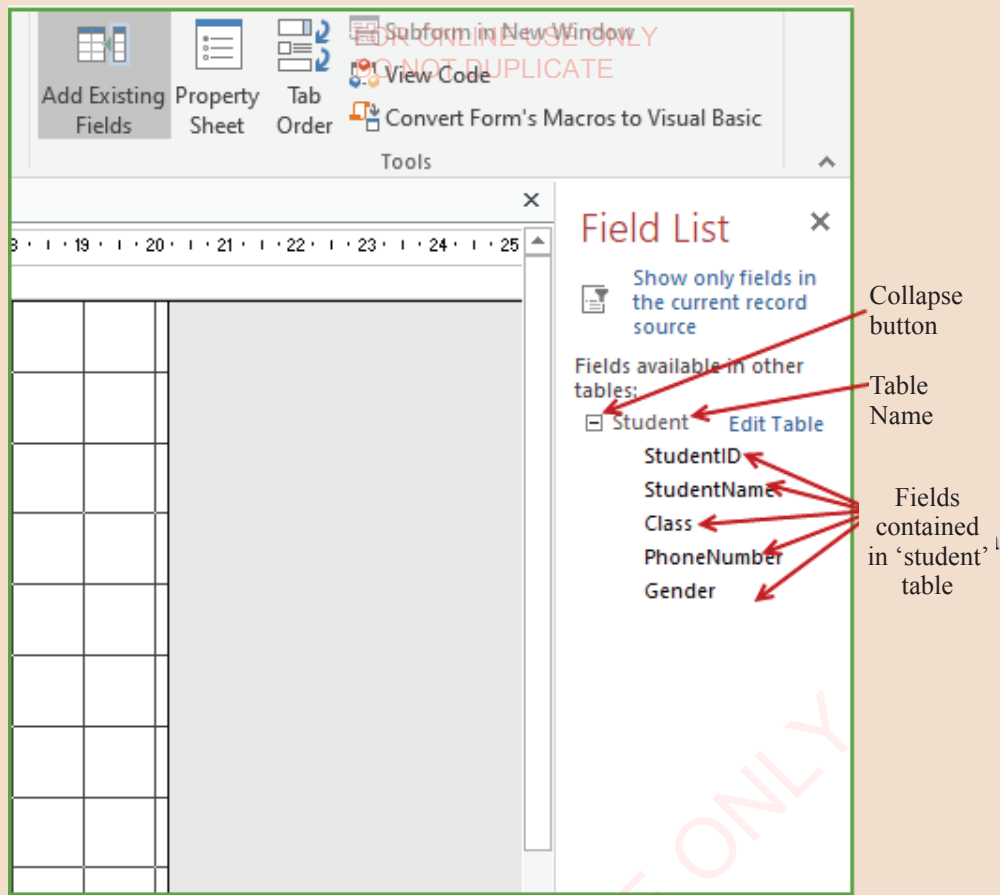 FOR ONLINE USE ONLY
DO NOT DUPLICATE
Subform in New Window
View Code
Convert Form's Macros to Visual Basic
Add Existing
Fields
Property
Sheet
Tab
Order
Tools
19 20 21 22 23 24 25
Field List
Show only fields in
the current record
source
Fields available in other
tables:
Student Edit Table
StudentID
StudentName
Class
PhoneNumber
Gender
Collapse
button
Table
Name
Fields
contained
in ‘student’
table
ONLY